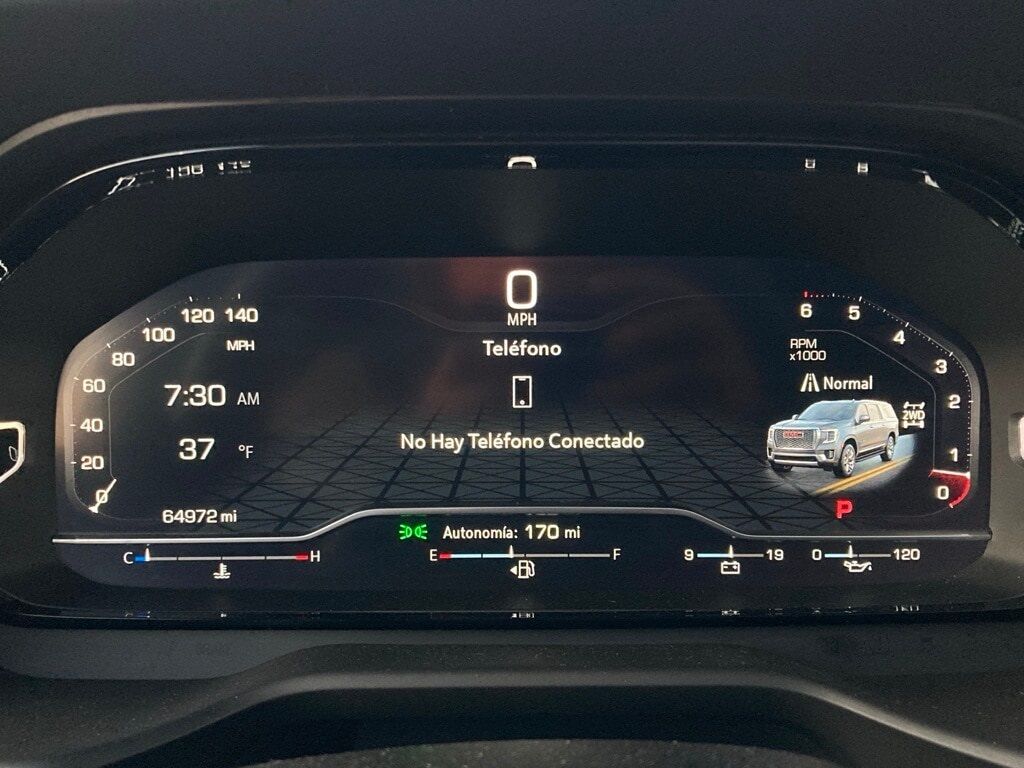 0
MPH
Teléfono
No Hay Teléfono Conectado
140
120
100
80
60
40
20
0
MPH
7:30 AM
37 °F
64972 mi
6
5
4
3
2
1
0
RPM
x1000
Normal
2WD
GMC
P
Autonomía: 170 mi
C H
E F
9 19
0 120